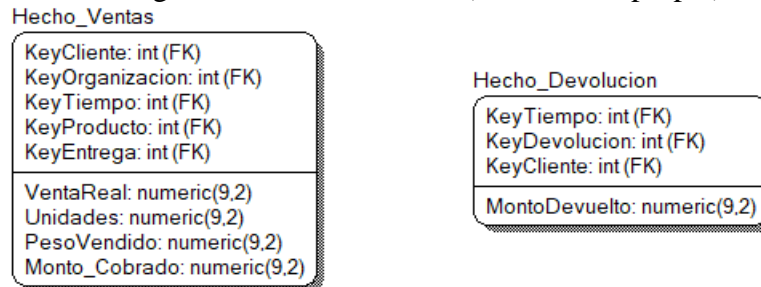 Hecho_Ventas
KeyCliente: int (FK)
KeyOrganizacion: int (FK)
KeyTiempo: int (FK)
KeyProducto: int (FK)
KeyEntrega: int (FK)
VentaReal: numeric(9,2)
Unidades: numeric(9,2)
PesoVendido: numeric(9,2)
Monto_Cobrado: numeric(9,2)
Hecho_Devolucion
KeyTiempo: int (FK)
KeyDevolucion: int (FK)
KeyCliente: int (FK)
MontoDevuelto: numeric(9,2)